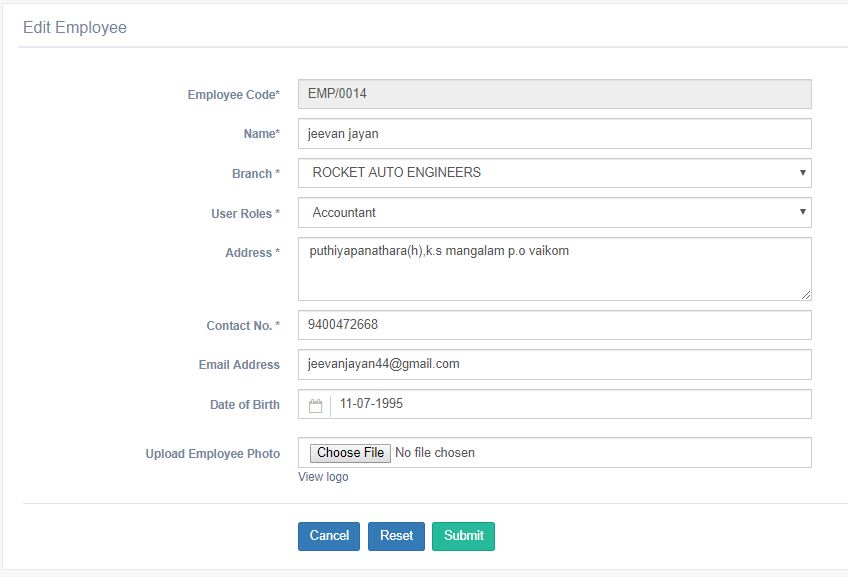 Edit Employee
Employee Code* EMP/0014
Name* jeevan jayan
Branch * ROCKET AUTO ENGINEERS
User Roles * Accountant
Address * puthiyapanathara(h),k.s mangalam p.o vaikom
Contact No. * 9400472668
Email Address jeevanjayan44@gmail.com
Date of Birth 11-07-1995
Upload Employee Photo Choose File No file chosen
View logo
Cancel Reset Submit